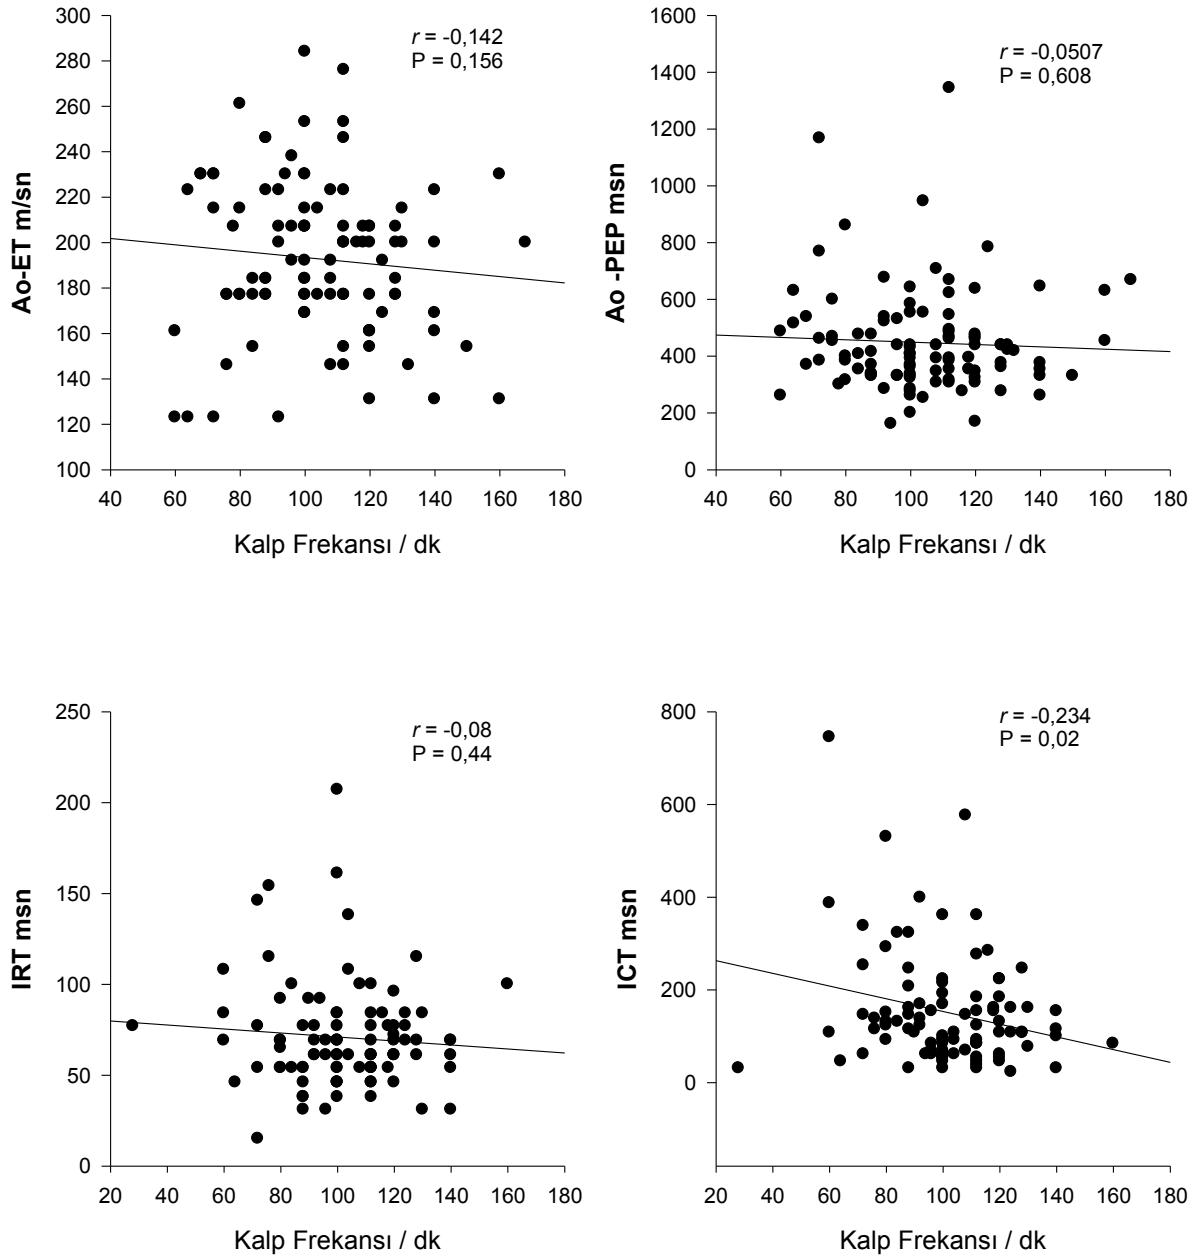 r = -0,142
P = 0,156
300
280
260
240
220
200
180
160
140
120
100
Ao-ET m/sn
40 60 80 100 120 140 160 180
Kalp Frekansı / dk
r = -0,0507
P = 0,608
1600
1400
1200
1000
800
600
400
200
0
Ao -PEP msn
40 60 80 100 120 140 160 180
Kalp Frekansı / dk
r = -0,08
P = 0,44
250
200
150
100
50
0
IRT msn
20 40 60 80 100 120 140 160 180
Kalp Frekansı / dk
r = -0,234
P = 0,02
800
600
400
200
0
ICT msn
20 40 60 80 100 120 140 160 180
Kalp Frekansı / dk